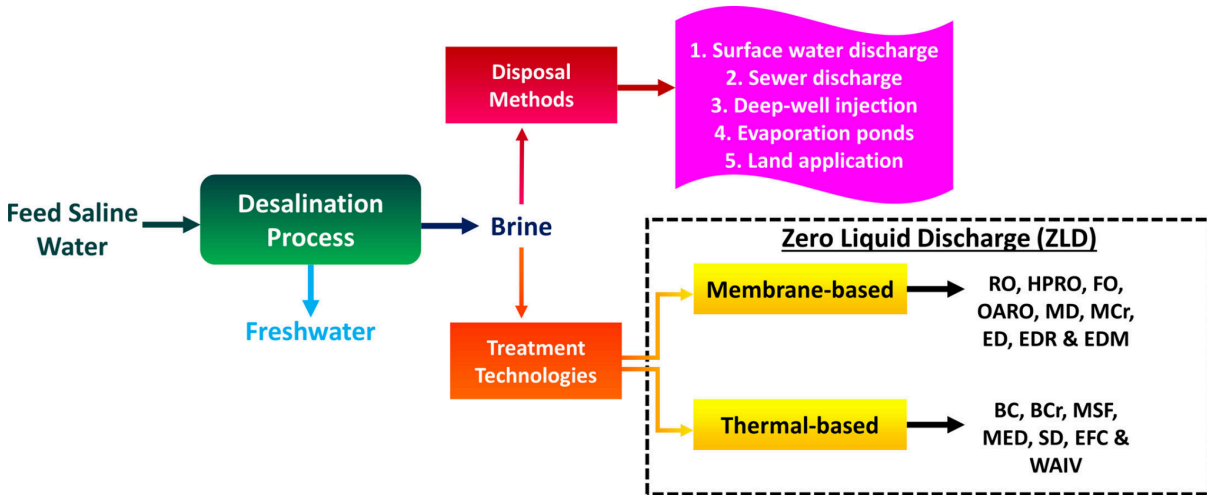 Feed Saline
Water
Desalination
Process
Freshwater
Brine
Disposal
Methods
1. Surface water discharge
2. Sewer discharge
3. Deep-well injection
4. Evaporation ponds
5. Land application
Treatment
Technologies
Zero Liquid Discharge (ZLD)
Membrane-based
RO, HPRO, FO,
OARO, MD, MCr,
ED, EDR & EDM
Thermal-based
BC, BCr, MSF,
MED, SD, EFC &
WAIV